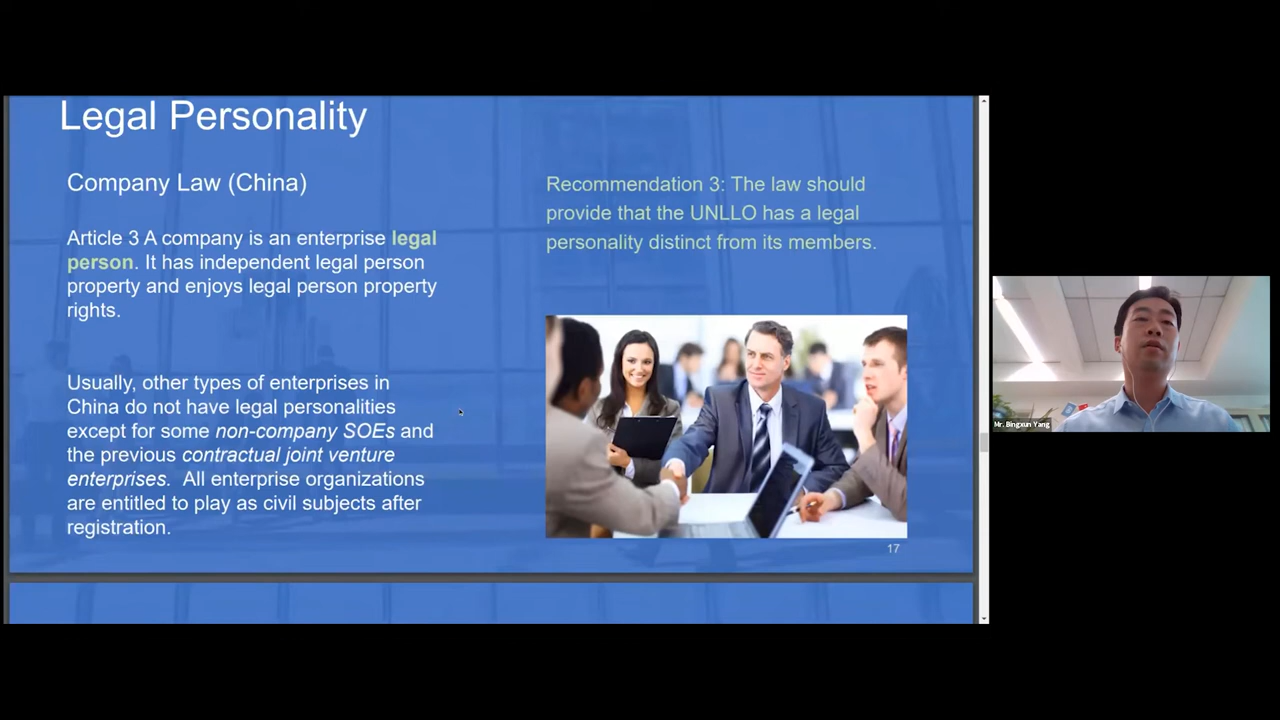 Legal Personality
Company Law (China)
Article 3 A company is an enterprise legal
person. It has independent legal person
property and enjoys legal person property
rights.
Usually, other types of enterprises in
China do not have legal personalities
except for some non-company SOEs and
the previous contractual joint venture
enterprises. All enterprise organizations
are entitled to play as civil subjects after
registration.
Recommendation 3: The law should
provide that the UNLLO has a legal
personality distinct from its members.
17
Mr. Bingxun Yang